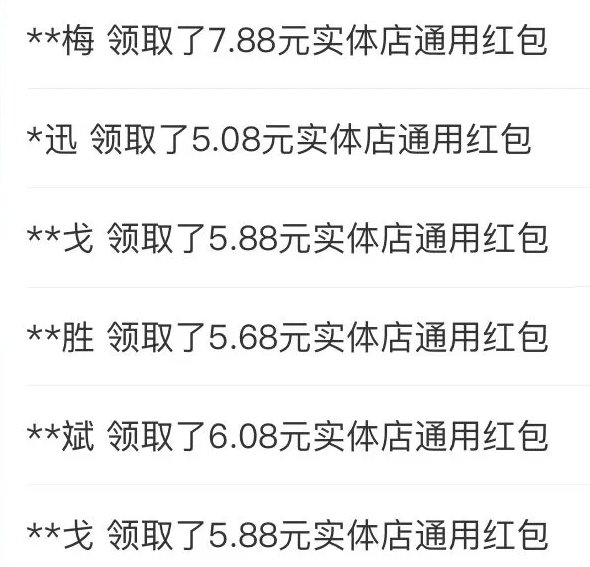 **梅 领取了7.88元实体店通用红包
*迅 领取了5.08元实体店通用红包
**戈 领取了5.88元实体店通用红包
**胜 领取了5.68元实体店通用红包
**斌 领取了6.08元实体店通用红包
**戈 领取了5.88元实体店通用红包